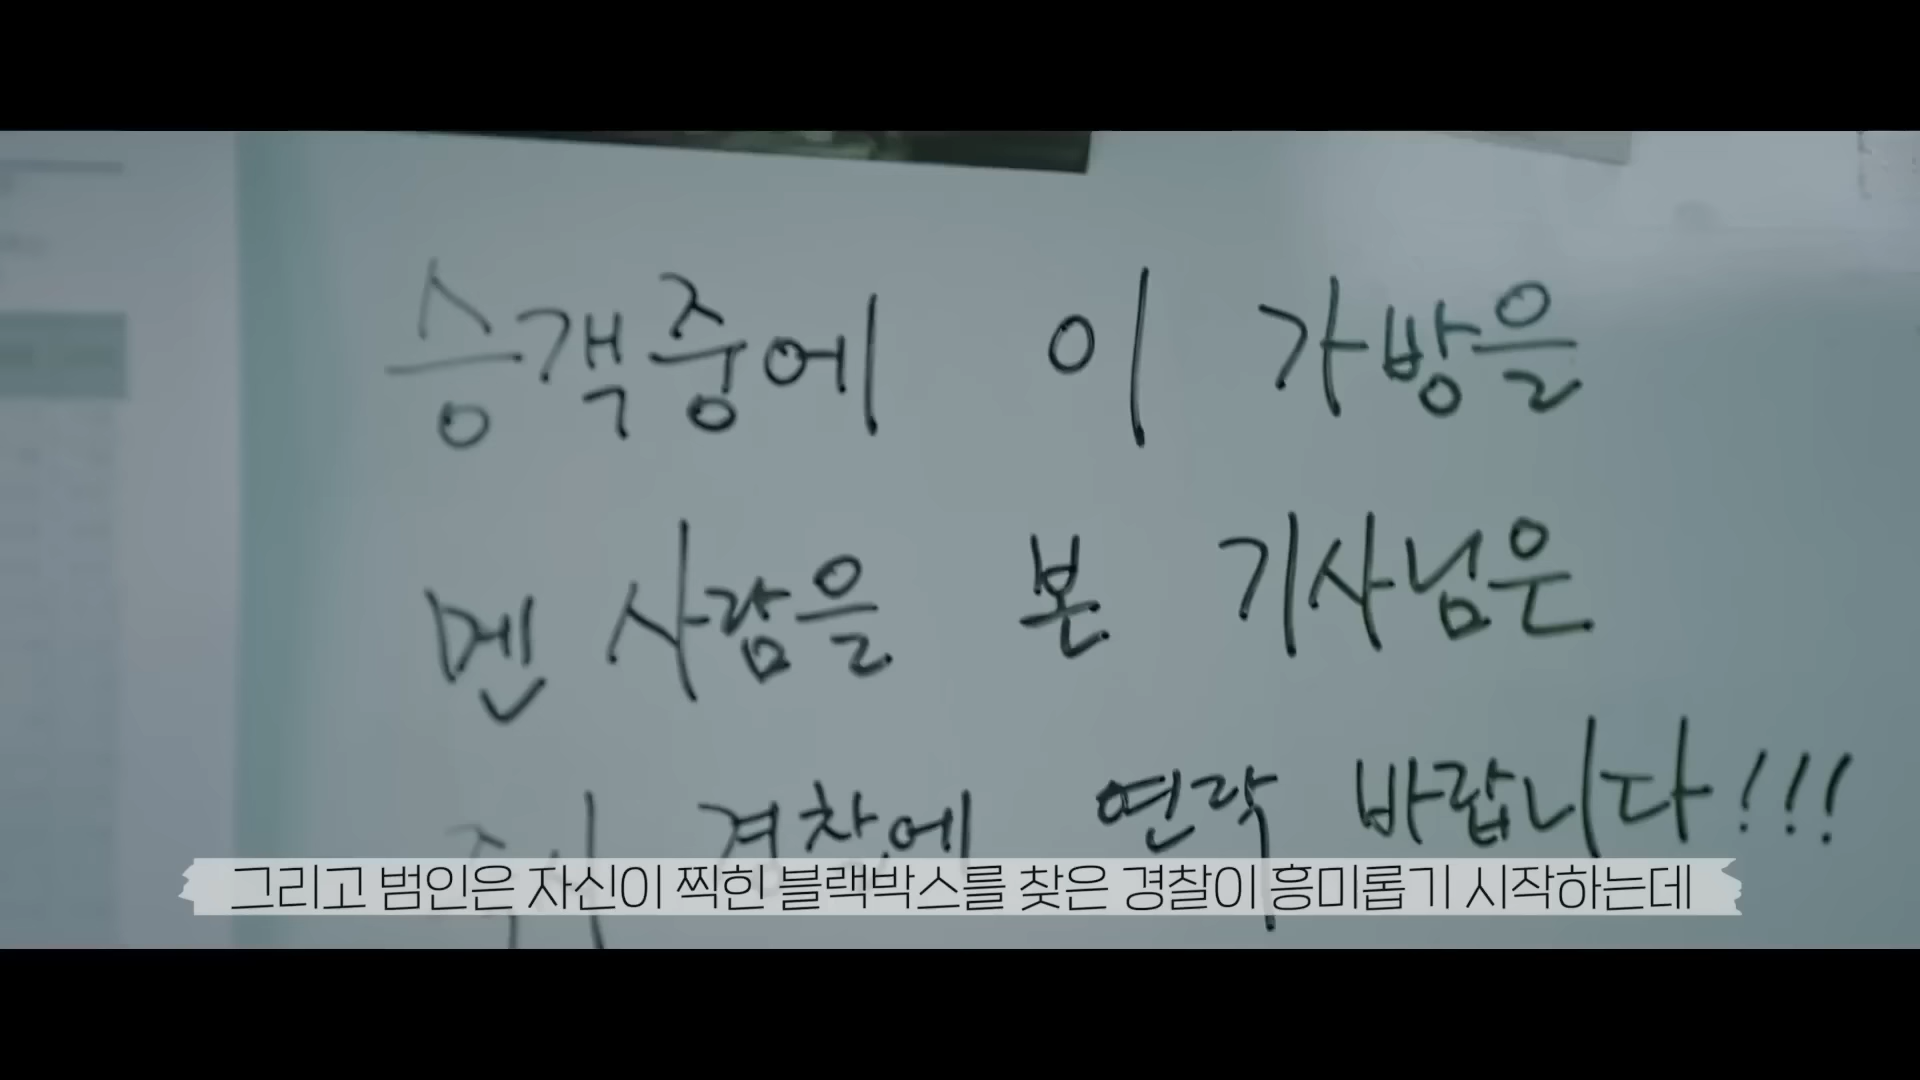 승객중에 이 가방을
멘 사람을 본 기사님은
경찰에 연락 바랍니다!!!
그리고 범인은 자신이 찍힌 블랙박스를 찾은 경찰이 흥미롭기 시작하는데